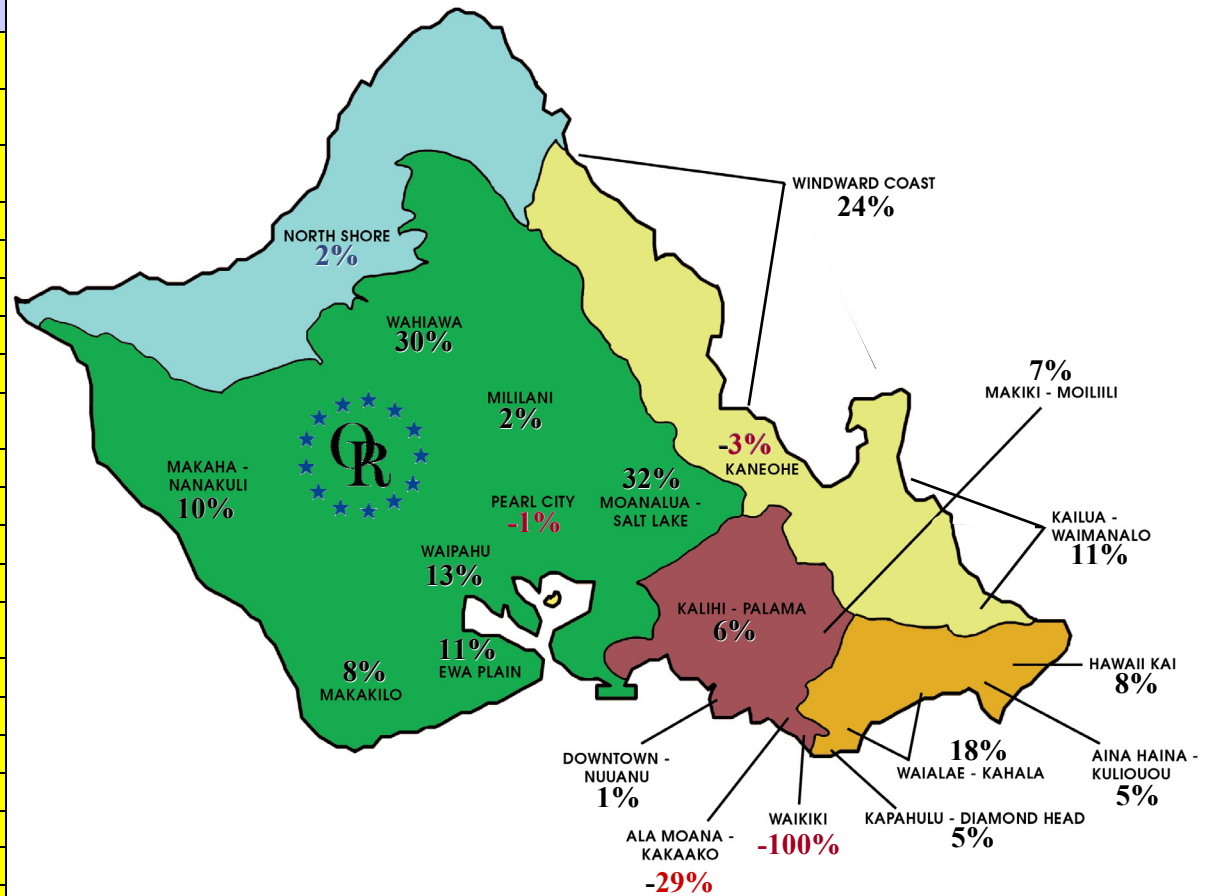 WINDWARD COAST
24%
NORTH SHORE
2%
WAHIAWA
30%
7%
MAKIKI - MOILIILI
MILILANI
2%
-3%
KANEOHE
MAKAHA -
NANAKULI
10%
QR
32%
MOANALUA -
SALT LAKE
PEARL CITY
-1%
KAILUA -
WAIMANALO
11%
WAIPAHU
13%
KALIHI - PALAMA
6%
11%
EWA PLAIN
8%
MAKAKILO
HAWAII KAI
8%
DOWNTOWN -
NUUANU
1%
18%
WAIALAE - KAHALA
AINA HAINA -
KULIOUOU
5%
WAIKIKI
-100%
KAPAHULU - DIAMOND HEAD
5%
ALA MOANA -
KAKAAKO
-29%